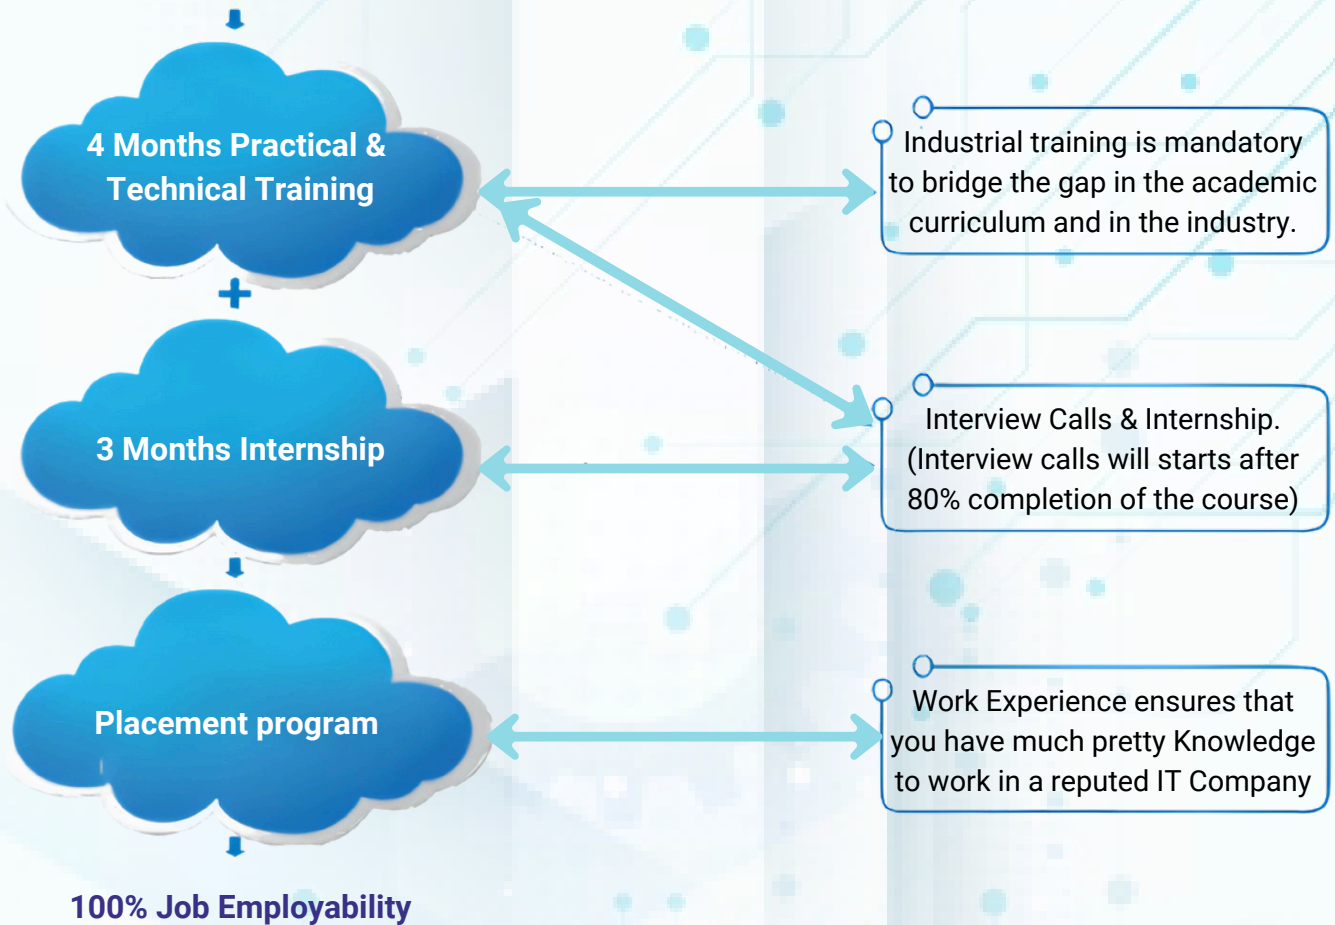 4 Months Practical &
Technical Training
Industrial training is mandatory
to bridge the gap in the academic
curriculum and in the industry.
3 Months Internship
Interview Calls & Internship.
(Interview calls will starts after
80% completion of the course)
Placement program
Work Experience ensures that
you have much pretty Knowledge
to work in a reputed IT Company
100% Job Employability